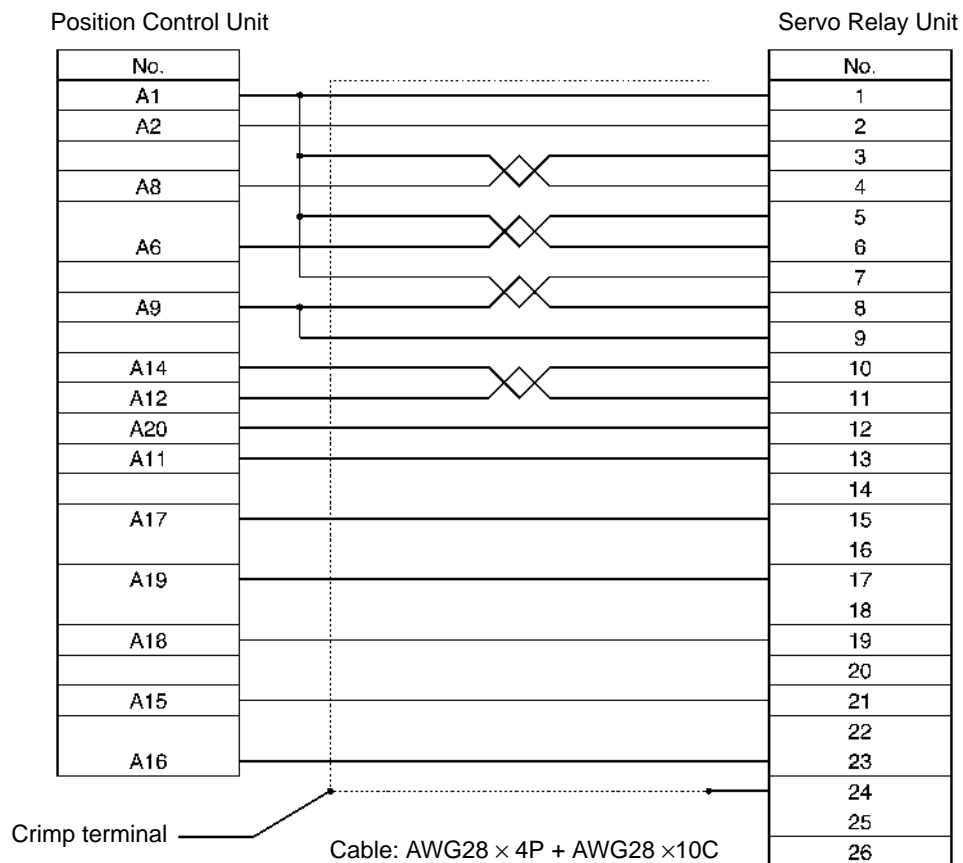 Position Control Unit Servo Relay Unit
No. No.
A1 1
A2 2
3
A8 4
5
A6 6
7
A9 8
9
A14 10
A12 11
A20 12
A11 13
14
A17 15
16
A19 17
18
A18 19
20
A15 21
22
A16 23
24
25
Crimp terminal
Cable: AWG28 × 4P + AWG28 ×10C
26